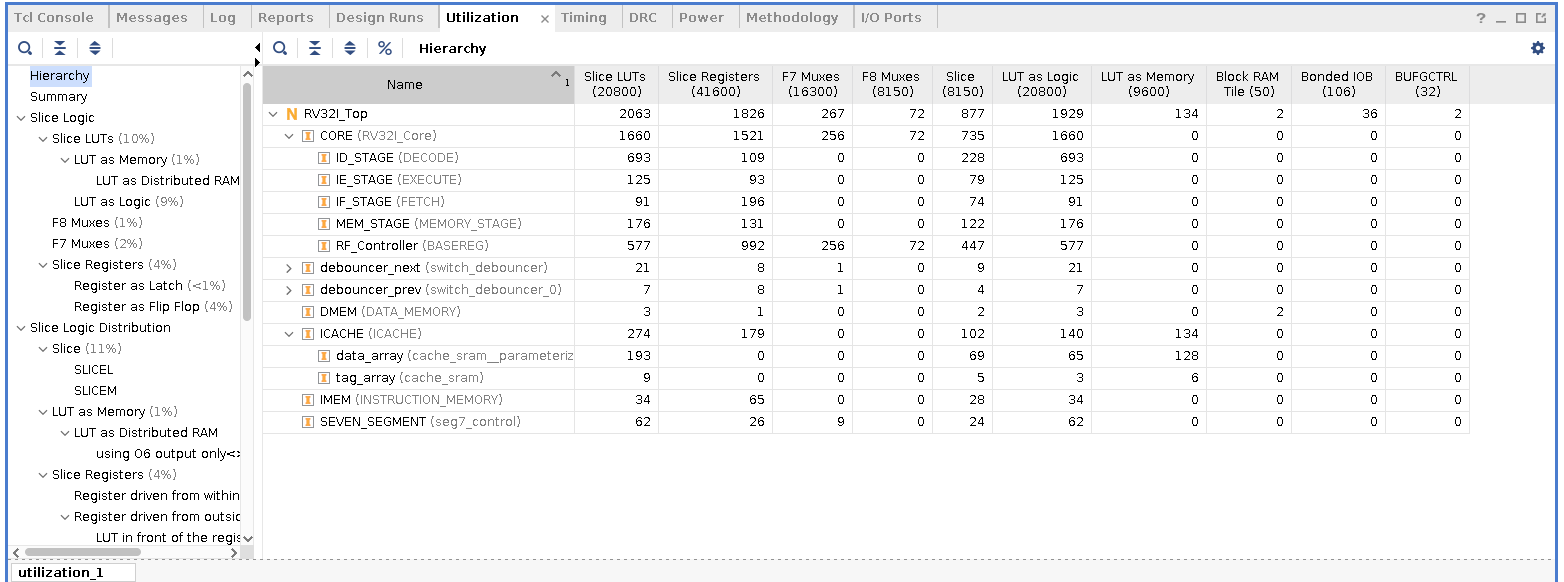 Tcl Console Messages Log Reports Design Runs Utilization × Timing DRC Power Methodology I/O Ports ?
% Hierarchy
Hierarchy
Summary
Slice Logic
Slice LUTs (10%)
LUT as Memory (1%)
LUT as Distributed RAM
LUT as Logic (9%)
F8 Muxes (1%)
F7 Muxes (2%)
Slice Registers (4%)
Register as Latch (<1%)
Register as Flip Flop (4%)
Slice Logic Distribution
Slice (11%)
SLICEL
SLICEM
LUT as Memory (1%)
LUT as Distributed RAM
using O6 output only<>
Slice Registers (4%)
Register driven from within
Register driven from outsid
LUT in front of the regis
Name 1 Slice LUTs (20800) Slice Registers (41600) F7 Muxes (16300) F8 Muxes (8150) Slice (8150) LUT as Logic (20800) LUT as Memory (9600) Block RAM Tile (50) Bonded IOB (106) BUFGCTRL (32)
N RV32I_Top 2063 1826 267 72 877 1929 134 2 36 2
I CORE (RV32I_Core) 1660 1521 256 72 735 1660 0 0 0 0
I ID_STAGE (DECODE) 693 109 0 0 228 693 0 0 0 0
I IE_STAGE (EXECUTE) 125 93 0 0 79 125 0 0 0 0
I IF_STAGE (FETCH) 91 196 0 0 74 91 0 0 0 0
I MEM_STAGE (MEMORY_STAGE) 176 131 0 0 122 176 0 0 0 0
I RF_Controller (BASEREG) 577 992 256 72 447 577 0 0 0 0
I debouncer_next (switch_debouncer) 21 8 1 0 9 21 0 0 0 0
I debouncer_prev (switch_debouncer_0) 7 8 1 0 4 7 0 0 0 0
I DMEM (DATA_MEMORY) 3 1 0 0 2 3 0 2 0 0
I ICACHE (ICACHE) 274 179 0 0 102 140 134 0 0 0
I data_array (cache_sram__parameteriz 193 0 0 0 69 65 128 0 0 0
I tag_array (cache_sram) 9 0 0 0 5 3 6 0 0 0
I IMEM (INSTRUCTION_MEMORY) 34 65 0 0 28 34 0 0 0 0
I SEVEN_SEGMENT (seg7_control) 62 26 9 0 24 62 0 0 0 0
utilization_1